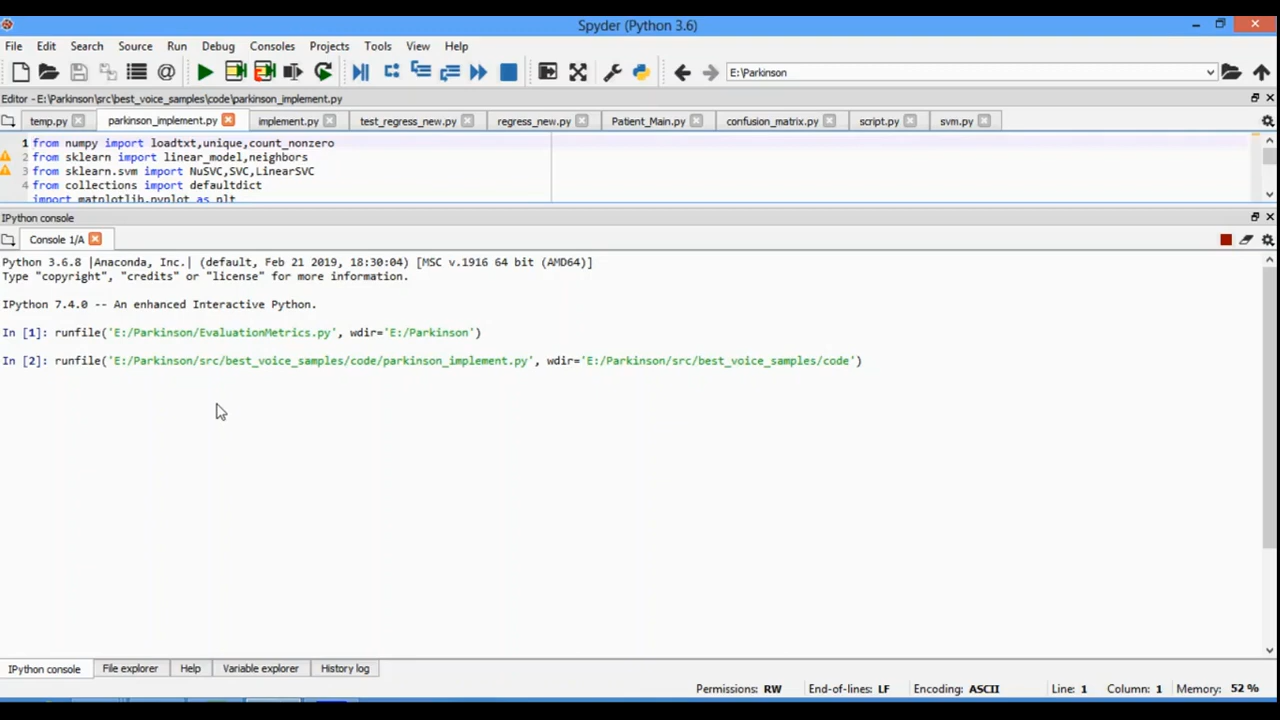 Spyder (Python 3.6)
File Edit Search Source Run Debug Consoles Projects Tools View Help
E:\Parkinson
Editor - E:\Parkinson\src\best_voice_samples\code\parkinson_implement.py
temp.py parkinson_implement.py implement.py test_regress_new.py regress_new.py Patient_Main.py confusion_matrix.py script.py svm.py
1 from numpy import loadtxt,unique,count_nonzero
2 from sklearn import linear_model,neighbors
3 from sklearn.svm import NuSVC,SVC,LinearSVC
4 from collections import defaultdict
import matplotlib.pyplot as plt
IPython console
Console 1/A
Python 3.6.8 |Anaconda, Inc.| (default, Feb 21 2019, 18:30:04) [MSC v.1916 64 bit (AMD64)]
Type "copyright", "credits" or "license" for more information.
IPython 7.4.0 -- An enhanced Interactive Python.
In [1]: runfile('E:/Parkinson/EvaluationMetrics.py', wdir='E:/Parkinson')
In [2]: runfile('E:/Parkinson/src/best_voice_samples/code/parkinson_implement.py', wdir='E:/Parkinson/src/best_voice_samples/code')
IPython console File explorer Help Variable explorer History log
Permissions: RW End-of-lines: LF Encoding: ASCII Line: 1 Column: 1 Memory: 52 %